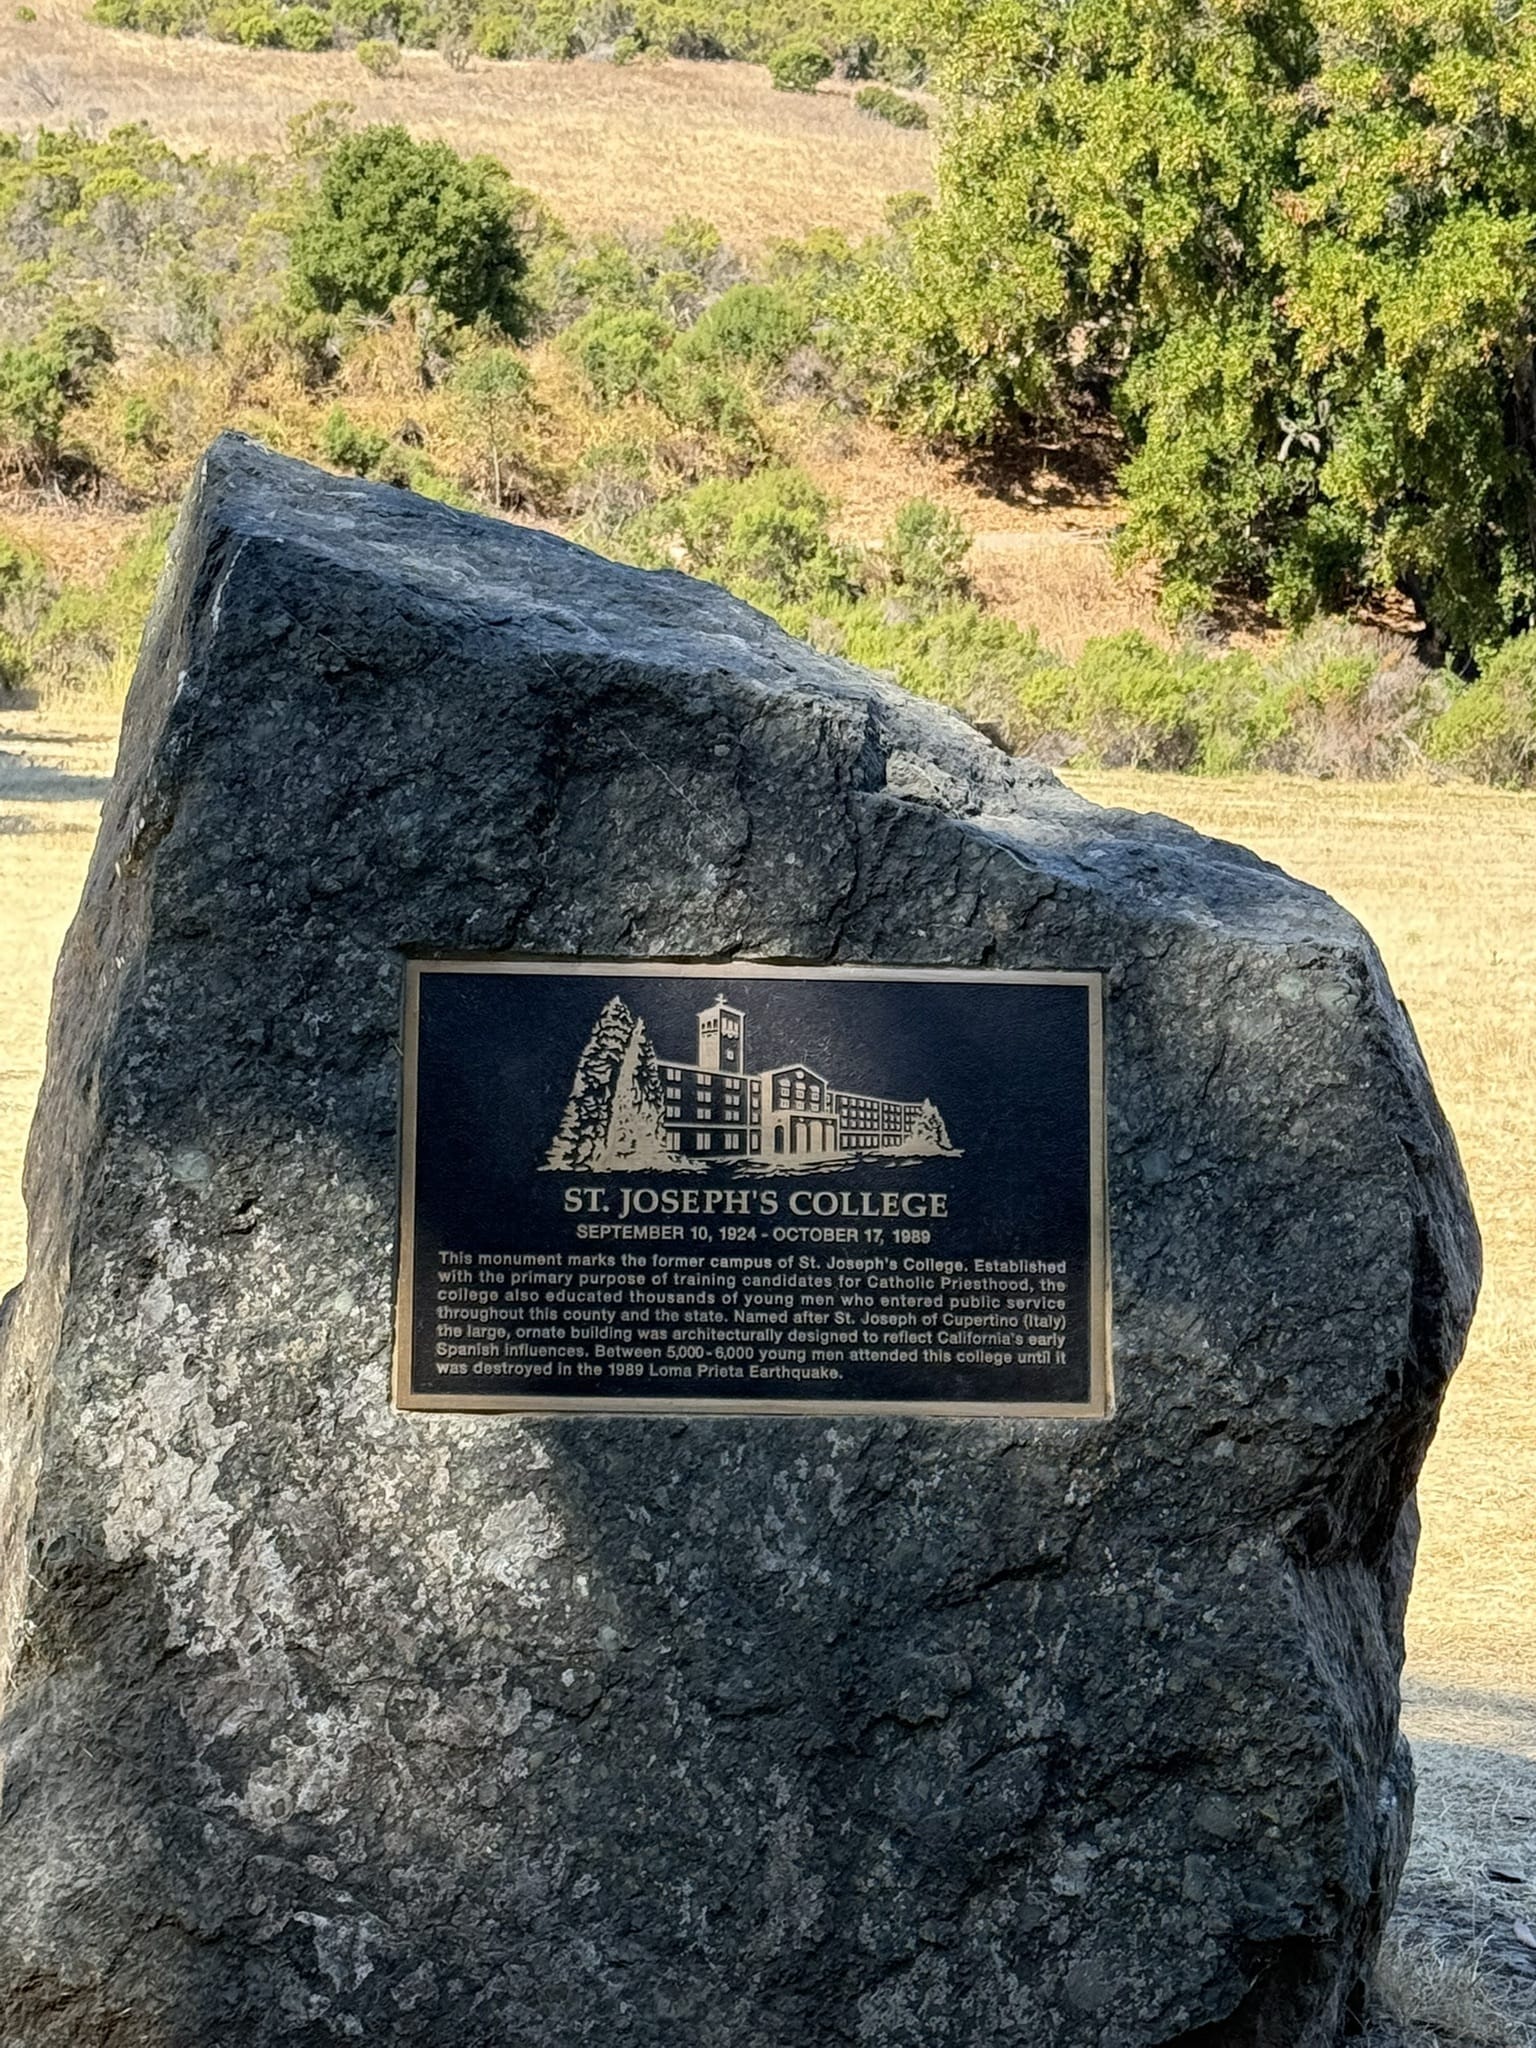 ST. JOSEPH'S COLLEGE
SEPTEMBER 10, 1924 - OCTOBER 17, 1989
This monument marks the former campus of St. Joseph's College. Established
with the primary purpose of training candidates for Catholic Priesthood, the
college also educated thousands of young men who entered public service
throughout this county and the state. Named after St. Joseph of Cupertino (Italy)
the large, ornate building was architecturally designed to reflect California's early
Spanish influences. Between 5,000 - 6,000 young men attended this college until it
was destroyed in the 1989 Loma Prieta Earthquake.